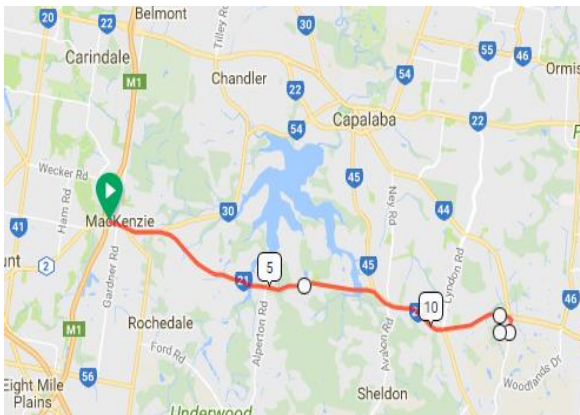 Belmont
20
22
Tilley Rd
30
Carindale
M1
55
46
Ormis
Chandler
54
22
Capalaba
22
54
Wecker Rd
45
Ney Rd
44
Ham Rd
41
MacKenzie
30
unt
2
Gardner Rd
45
Lyndon Rd
21
5
10
46
M1
Rochedale
Alperton Rd
Avalon Rd
Ford Rd
56
Woodlands Dr
Eight Mile
Plains
Sheldon
Underwood